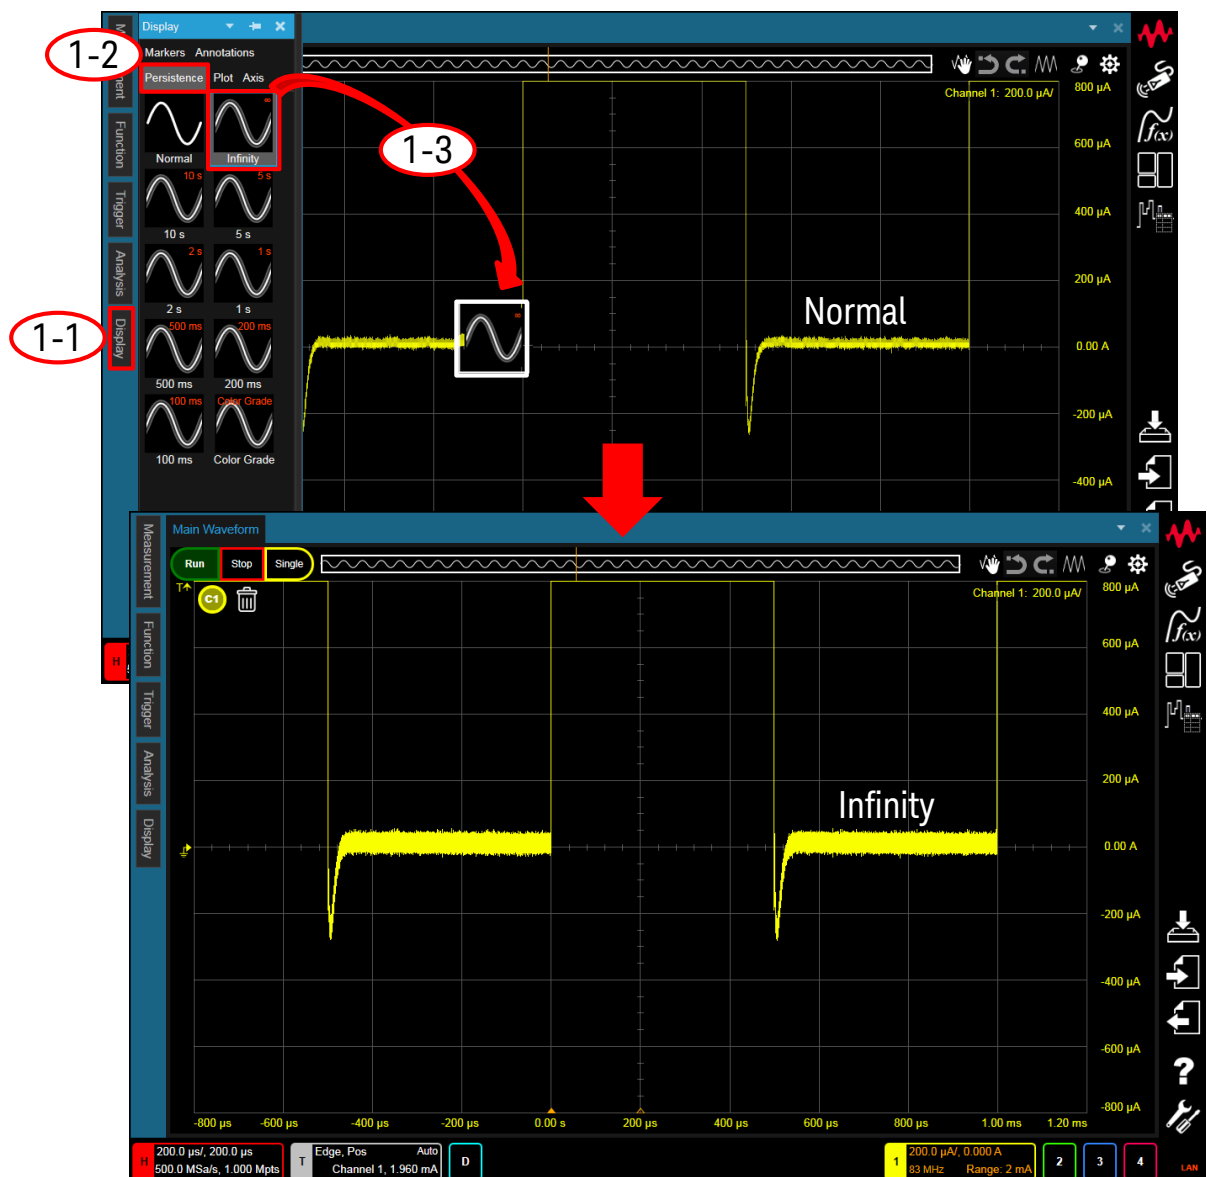 Display
Markers Annotations
Persistence Plot Axis
1-2
Normal
∞
Infinity
10 s
10 s
5 s
5 s
2 s
2 s
1 s
1 s
500 ms
500 ms
200 ms
200 ms
100 ms
100 ms
Color Grade
Color Grade
Function
Trigger
Analysis
Display
1-1
1-3
∞
Channel 1: 200.0 µA/
800 µA
600 µA
400 µA
200 µA
0.00 A
-200 µA
-400 µA
Normal
f(x)
H
Measurement
Function
Trigger
Analysis
Display
Main Waveform
Run Stop Single
T
C1
Channel 1: 200.0 µA/
800 µA
600 µA
400 µA
200 µA
0.00 A
-200 µA
-400 µA
-600 µA
-800 µA
Infinity
f(x)
?
-800 µs -600 µs -400 µs -200 µs 0.00 s 200 µs 400 µs 600 µs 800 µs 1.00 ms 1.20 ms
H
200.0 µs/, 200.0 µs
500.0 MSa/s, 1.000 Mpts
T
Edge, Pos Auto
Channel 1, 1.960 mA
D
1
200.0 µA/, 0.000 A
83 MHz Range: 2 mA
2 3 4
LAN